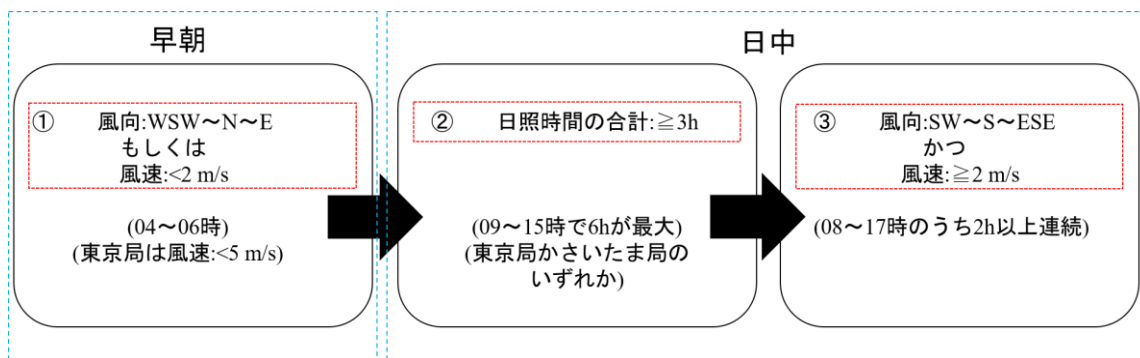 早朝
① 風向:WSW～N～E
もしくは
風速:<2 m/s
(04～06時)
(東京局は風速:<5 m/s)
日中
② 日照時間の合計:≧3h
(09～15時で6hが最大)
(東京局かさいたま局の
いずれか)
③ 風向:SW～S～ESE
かつ
風速:≧2 m/s
(08～17時のうち2h以上連続)